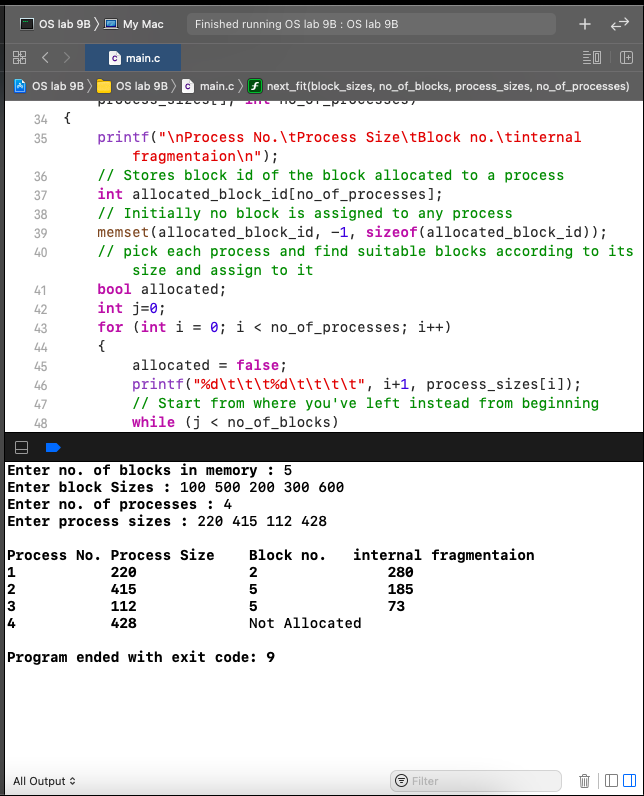 OS lab 9B 〉 My Mac
Finished running OS lab 9B : OS lab 9B
main.c
OS lab 9B 〉 OS lab 9B 〉 main.c 〉 next_fit(block_sizes, no_of_blocks, process_sizes, no_of_processes)
process_sizes[], int no_of_processes)
34 {
35 printf("\nProcess No.\tProcess Size\tBlock no.\tinternal
fragmentaion\n");
36 // Stores block id of the block allocated to a process
37 int allocated_block_id[no_of_processes];
38 // Initially no block is assigned to any process
39 memset(allocated_block_id, -1, sizeof(allocated_block_id));
40 // pick each process and find suitable blocks according to its
size and assign to it
41 bool allocated;
42 int j=0;
43 for (int i = 0; i < no_of_processes; i++)
44 {
45 allocated = false;
46 printf("%d\t\t\t%d\t\t\t\t", i+1, process_sizes[i]);
47 // Start from where you've left instead from beginning
48 while (j < no_of_blocks)
Enter no. of blocks in memory : 5
Enter block Sizes : 100 500 200 300 600
Enter no. of processes : 4
Enter process sizes : 220 415 112 428
Process No. Process Size Block no. internal fragmentaion
1 220 2 280
2 415 5 185
3 112 5 73
4 428 Not Allocated
Program ended with exit code: 9
All Output
Filter